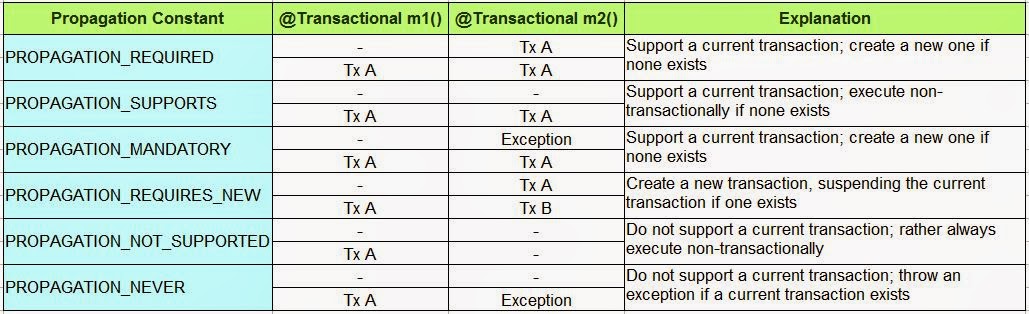 Propagation Constant @Transactional m1() @Transactional m2() Explanation
PROPAGATION_REQUIRED
- Tx A
Tx A Tx A
Support a current transaction; create a new one if
none exists
PROPAGATION_SUPPORTS
- -
Tx A Tx A
Support a current transaction; execute non-
transactionally if none exists
PROPAGATION_MANDATORY
- Exception
Tx A Tx A
Support a current transaction; create a new one if
none exists
PROPAGATION_REQUIRES_NEW
- Tx A
Tx A Tx B
Create a new transaction, suspending the current
transaction if one exists
PROPAGATION_NOT_SUPPORTED
- -
Tx A -
Do not support a current transaction; rather always
execute non-transactionally
PROPAGATION_NEVER
- -
Tx A Exception
Do not support a current transaction; throw an
exception if a current transaction exists